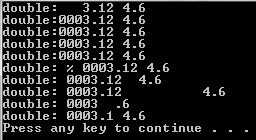 double:   3.12 4.6
double:0003.12 4.6
double:0003.12 4.6
double:0003.12 4.6
double:0003.12 4.6
double: % 0003.12 4.6
double: 0003.12  4.6
double: 0003.12          4.6
double: 0003  .6
double: 0003.1 4.6
Press any key to continue . . .